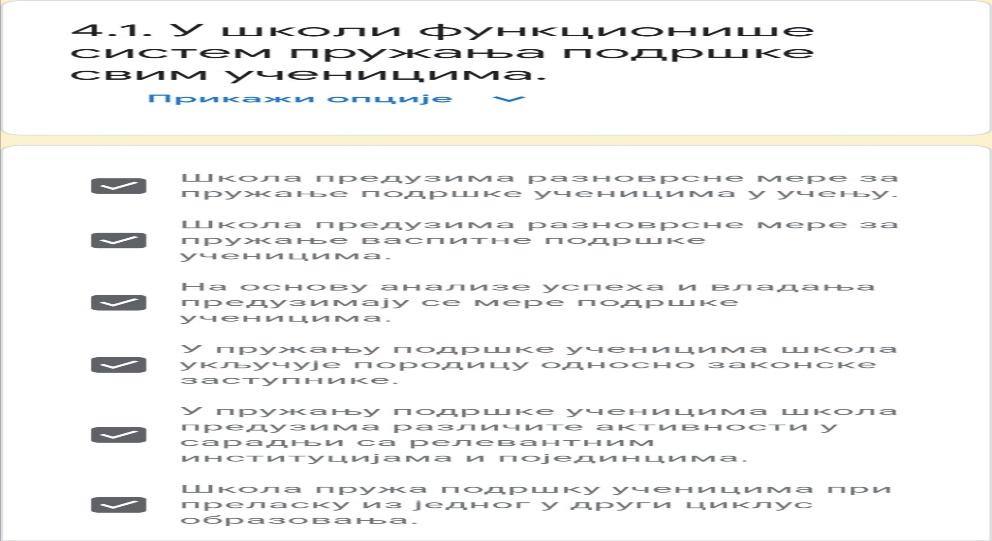 4.1. У школи функционише
систем пружања подршке
свим ученицима.
Прикажи опције
Школа предузима разноврсне мере за
пружање подршке ученицима у учењу.
Школа предузима разноврсне мере за
пружање васпитне подршке
ученицима.
На основу анализе успеха и владања
предузимају се мере подршке
ученицима.
У пружању подршке ученицима школа
укључује породицу односно законске
заступнике.
У пружању подршке ученицима школа
предузима различите активности у
сарадњи са релевантним
институцијама и појединцима.
Школа пружа подршку ученицима при
преласку из једног у други циклус
образовања.